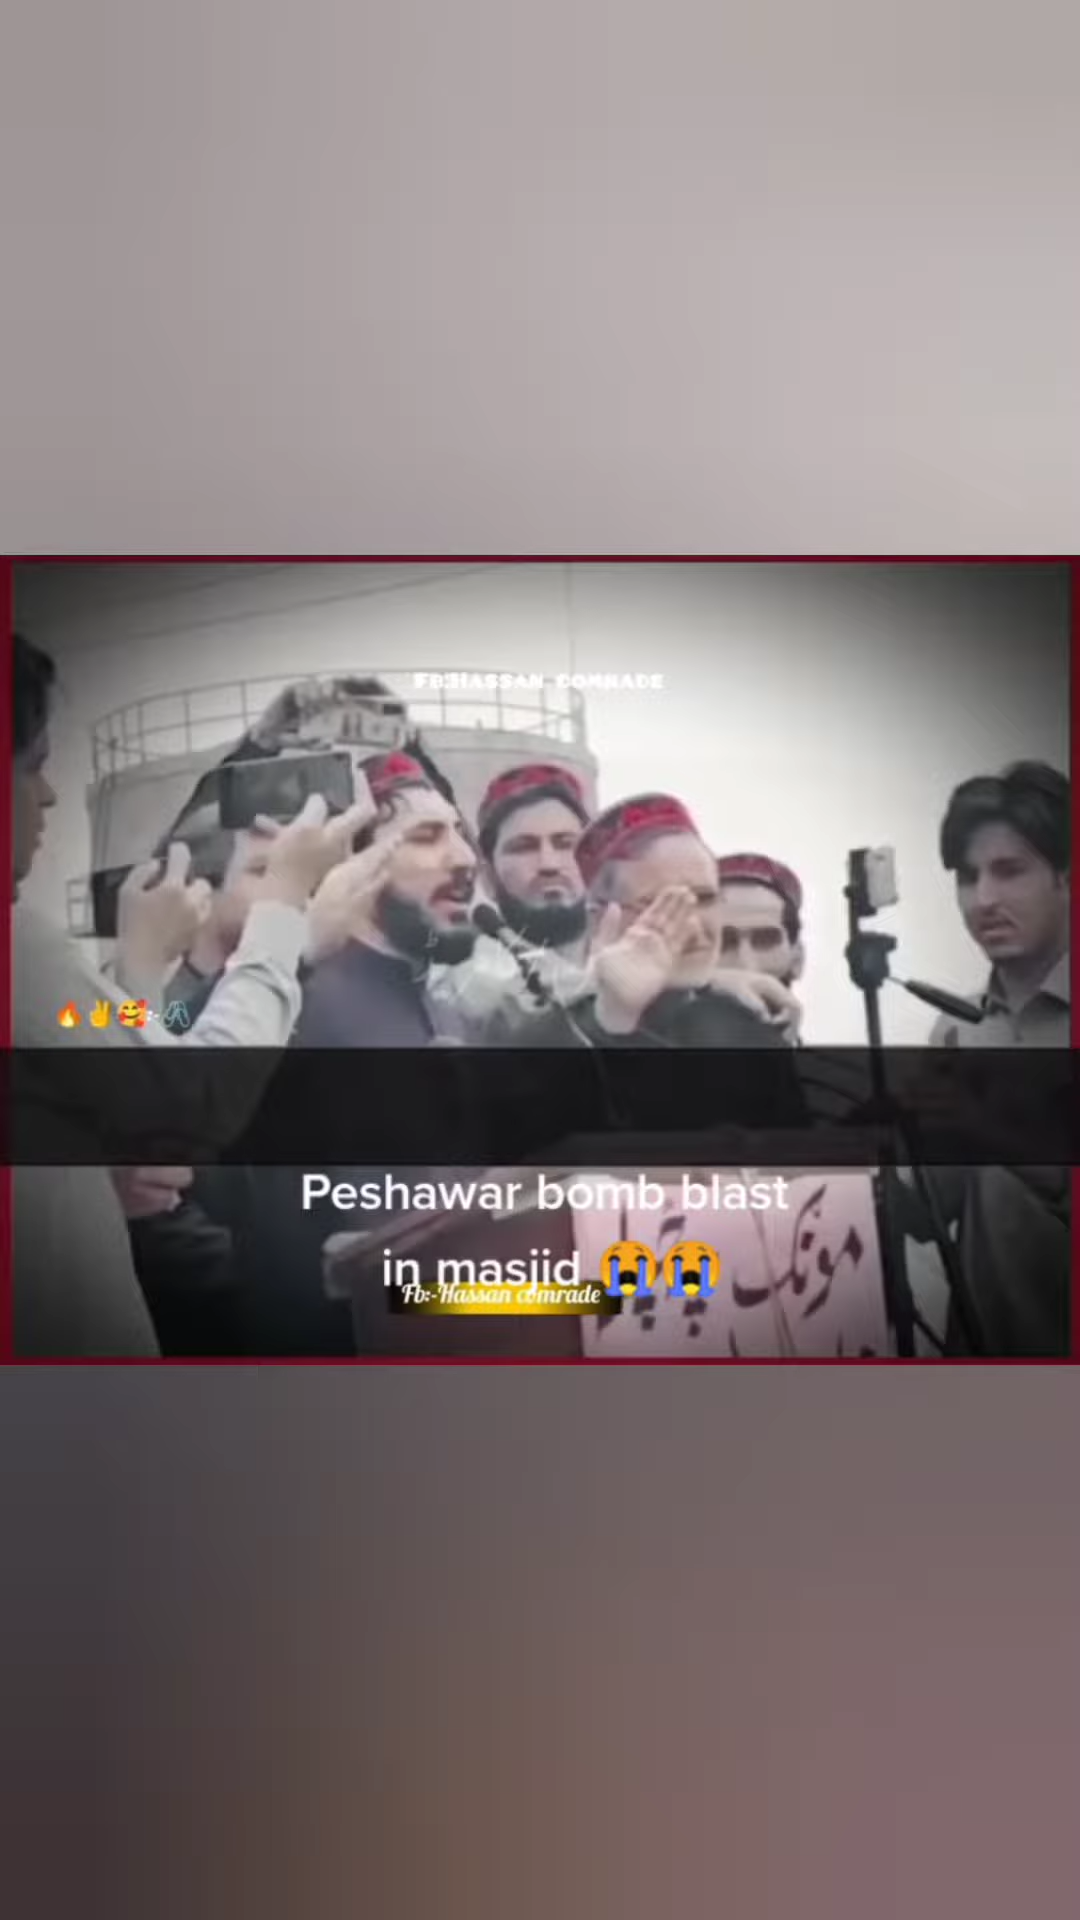 FB:HASSAN COMRADE
Peshawar bomb blast
in masjid 😭😭
Fb:-Hassan comrade